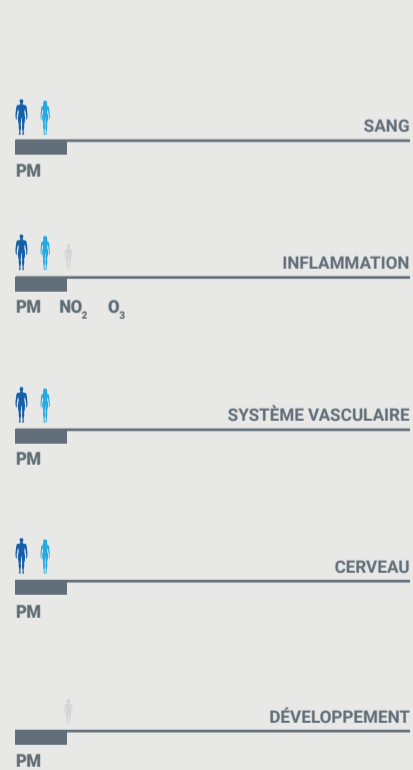 SANG
PM
INFLAMMATION
PM NO₂ O₃
SYSTÈME VASCULAIRE
PM
CERVEAU
PM
DÉVELOPPEMENT
PM